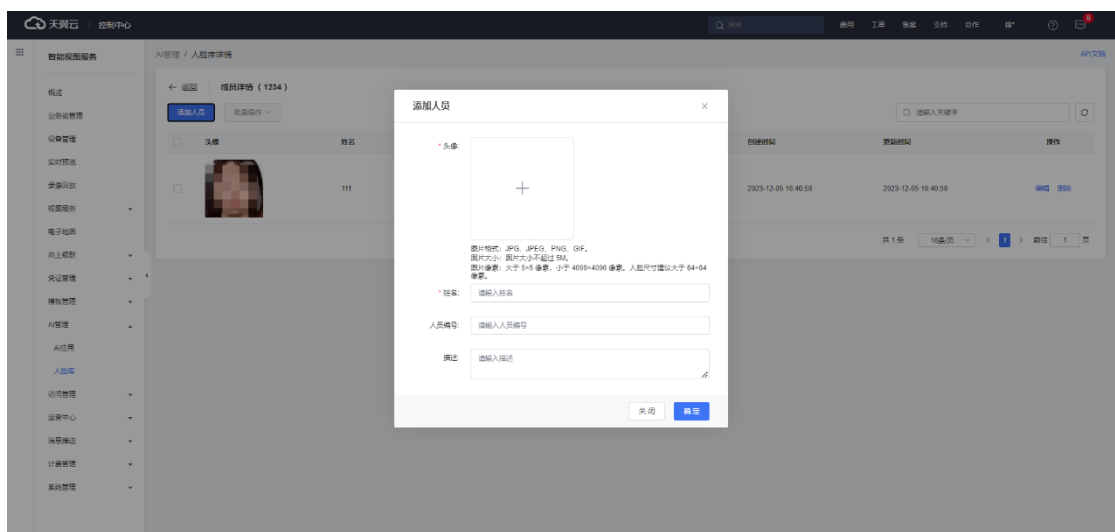 天翼云 控制中心 搜索 费用 工单 备案 支持 合作 6
智能视图服务
AI管理 / 人脸库详情 API文档
概览
业务组管理
设备管理
实时预览
录像回放
视图服务
电子地图
向上级联
凭证管理
模板管理
AI管理
AI应用
人脸库
访问管理
运营中心
消息推送
计量管理
系统管理
← 返回 成员详情 ( 1234 )
添加人员 批量操作 请输入关键字
头像 姓名 创建时间 更新时间 操作
111 2023-12-05 16:40:56 2023-12-05 16:40:56 编辑 删除
共 1 条 10条/页 < 1 > 前往 1 页
添加人员 ×
* 头像:
图片格式：JPG、JPEG、PNG、GIF。
图片大小：图片大小不超过 5M。
图片像素：大于 5×5 像素，小于 4096×4096 像素。人脸尺寸建议大于 64×64
像素。
* 姓名: 请输入姓名
人员编号: 请输入人员编号
描述: 请输入描述
关闭 确定